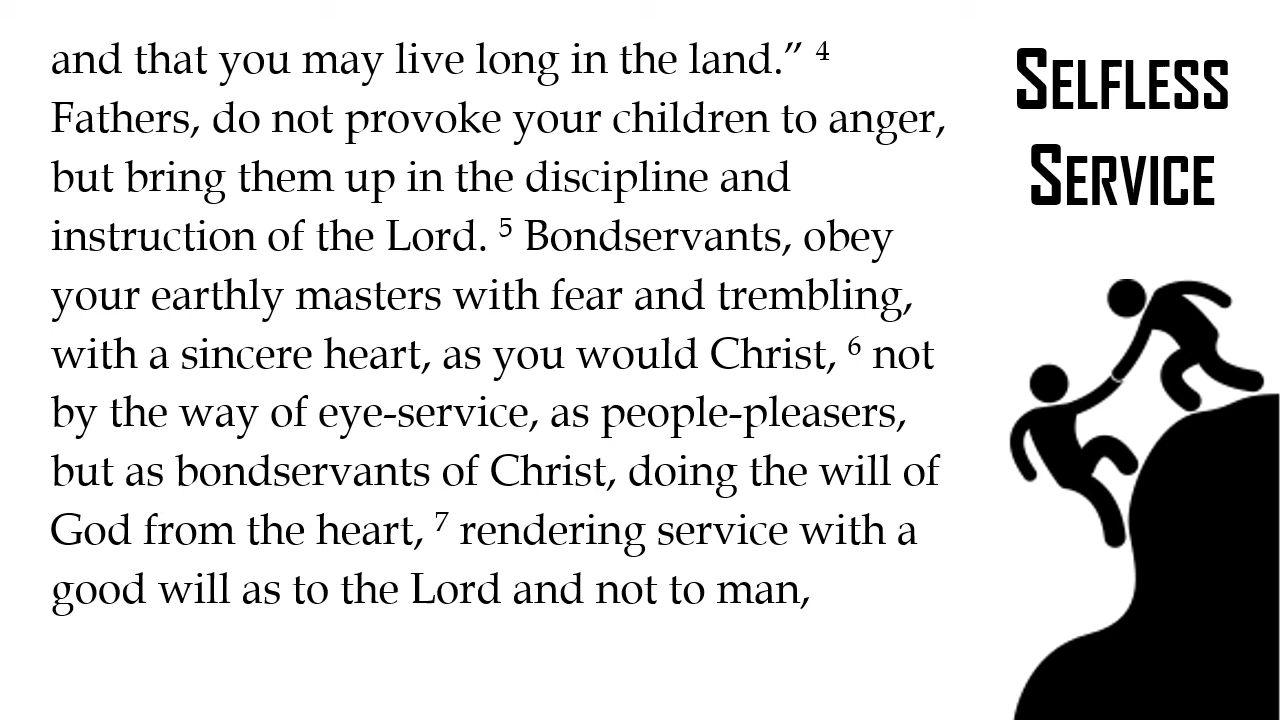 and that you may live long in the land.” ⁴
Fathers, do not provoke your children to anger,
but bring them up in the discipline and
instruction of the Lord. ⁵ Bondservants, obey
your earthly masters with fear and trembling,
with a sincere heart, as you would Christ, ⁶ not
by the way of eye-service, as people-pleasers,
but as bondservants of Christ, doing the will of
God from the heart, ⁷ rendering service with a
good will as to the Lord and not to man,
SELFLESS
SERVICE